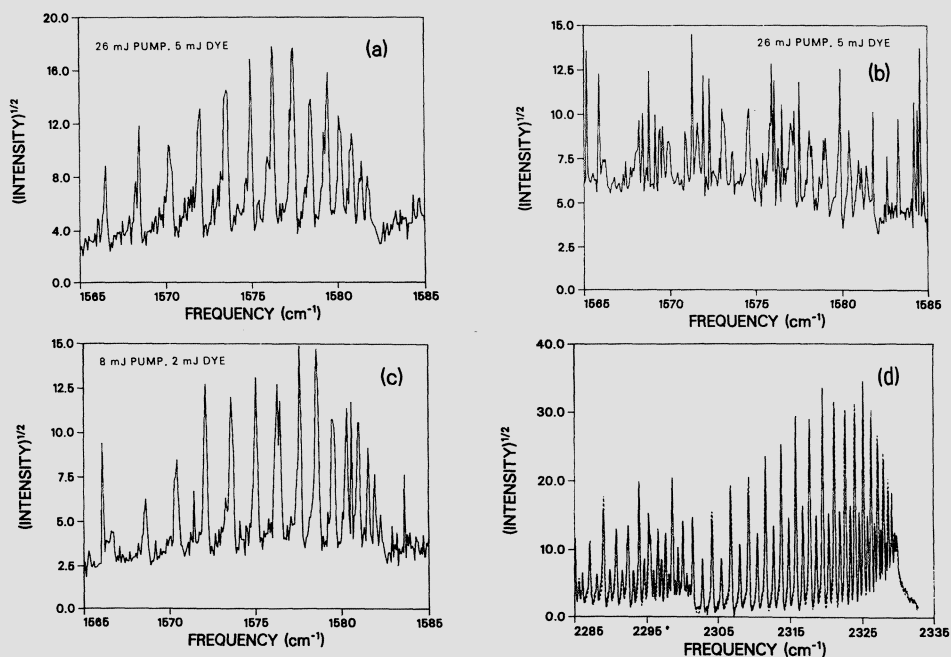 20.0
16.0
12.0
8.0
4.0
0.0
(INTENSITY)1/2
26 mJ PUMP, 5 mJ DYE
(a)
1565 1570 1575 1580 1585
FREQUENCY (cm-1)
15.0
12.5
10.0
7.5
5.0
2.5
0.0
(INTENSITY)1/2
26 mJ PUMP, 5 mJ DYE
(b)
1565 1570 1575 1580 1585
FREQUENCY (cm-1)
15.0
12.5
10.0
7.5
5.0
2.5
0.0
(INTENSITY)1/2
8 mJ PUMP, 2 mJ DYE
(c)
1565 1570 1575 1580 1585
FREQUENCY (cm-1)
40.0
30.0
20.0
10.0
0.0
(INTENSITY)1/2
(d)
2286 2295 2305 2315 2325 2335
FREQUENCY (cm-1)